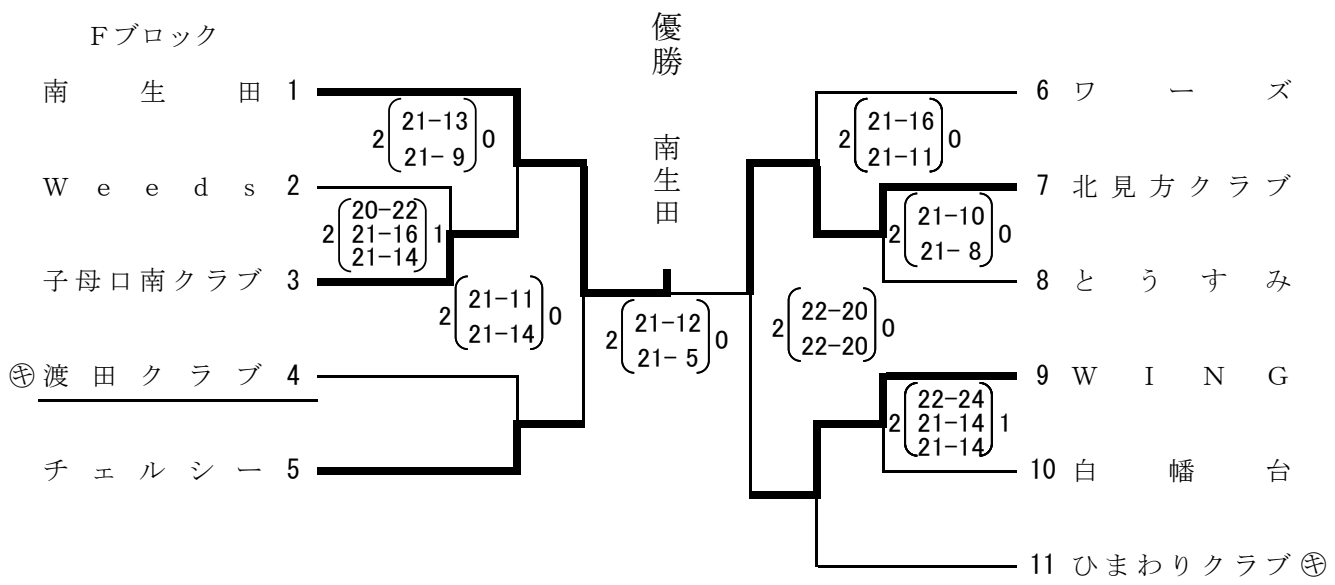 Fブロック
優勝 南生田
南生田 1
2 21-13 0
21- 9
Weeds 2
2 20-22 1
21-16
21-14
子母口南クラブ 3
2 21-11 0
21-14
㋖渡田クラブ 4
チェルシー 5
2 21-12 0
21- 5
6 ワーズ
2 21-16 0
21-11
7 北見方クラブ
2 21-10 0
21- 8
8 とうすみ
2 22-20 0
22-20
9 WING
2 22-24 1
21-14
21-14
10 白幡台
11 ひまわりクラブ㋖